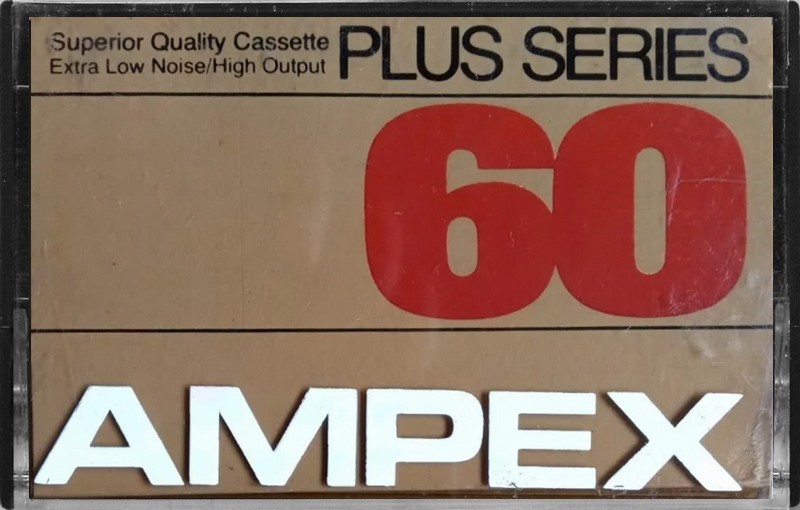 Superior Quality Cassette
Extra Low Noise/High Output
PLUS SERIES
60
AMPEX